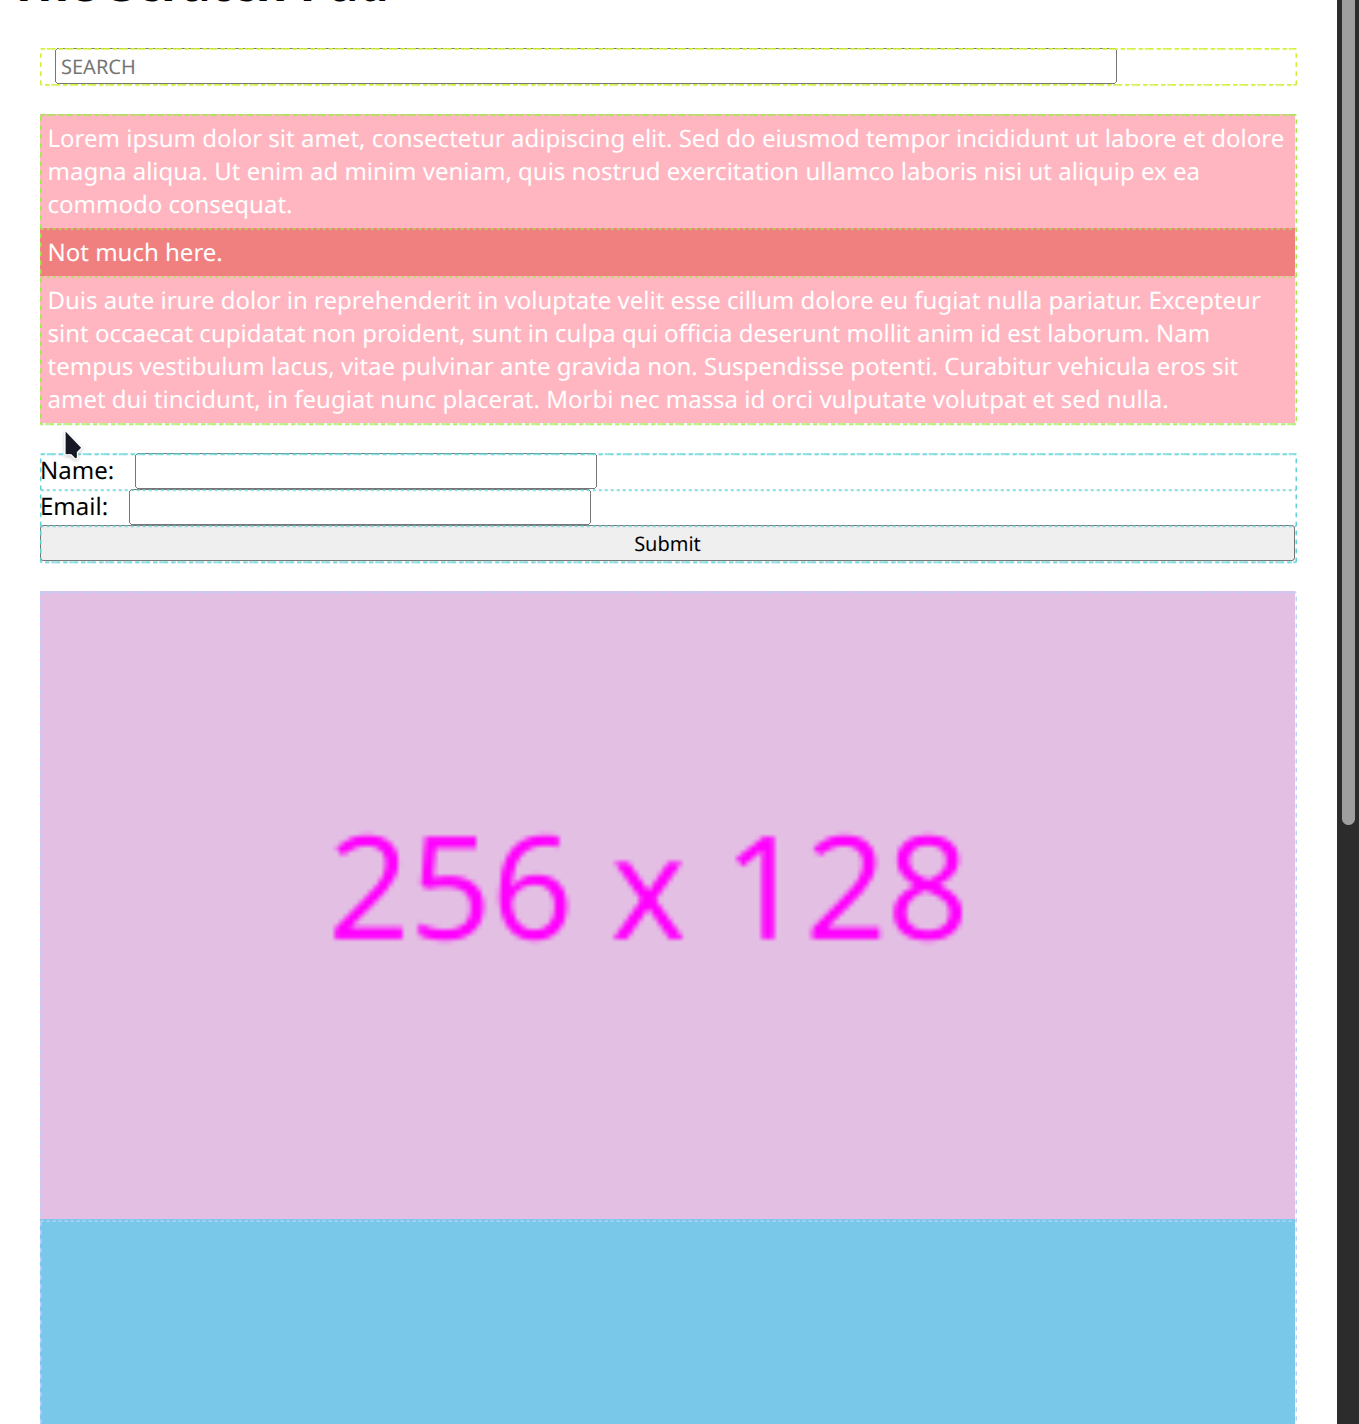 SEARCH
Lorem ipsum dolor sit amet, consectetur adipiscing elit. Sed do eiusmod tempor incididunt ut labore et dolore
magna aliqua. Ut enim ad minim veniam, quis nostrud exercitation ullamco laboris nisi ut aliquip ex ea
commodo consequat.
Not much here.
Duis aute irure dolor in reprehenderit in voluptate velit esse cillum dolore eu fugiat nulla pariatur. Excepteur
sint occaecat cupidatat non proident, sunt in culpa qui officia deserunt mollit anim id est laborum. Nam
tempus vestibulum lacus, vitae pulvinar ante gravida non. Suspendisse potenti. Curabitur vehicula eros sit
amet dui tincidunt, in feugiat nunc placerat. Morbi nec massa id orci vulputate volutpat et sed nulla.
Name:
Email:
Submit
256 x 128